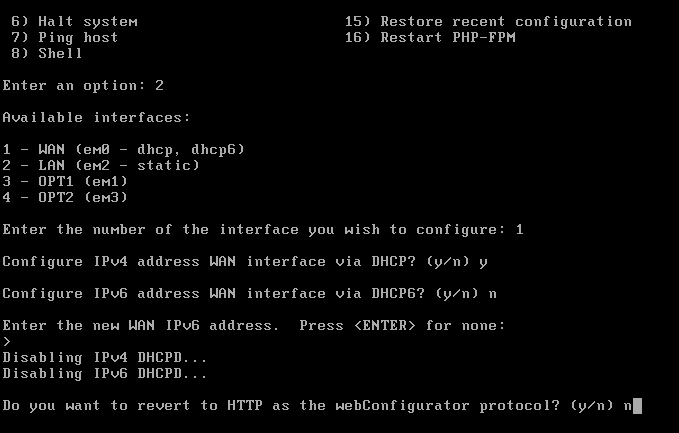 6) Halt system 15) Restore recent configuration
7) Ping host 16) Restart PHP-FPM
8) Shell
Enter an option: 2
Available interfaces:
1 - WAN (em0 - dhcp, dhcp6)
2 - LAN (em2 - static)
3 - OPT1 (em1)
4 - OPT2 (em3)
Enter the number of the interface you wish to configure: 1
Configure IPv4 address WAN interface via DHCP? (y/n) y
Configure IPv6 address WAN interface via DHCP6? (y/n) n
Enter the new WAN IPv6 address.  Press <ENTER> for none:
>
Disabling IPv4 DHCPD...
Disabling IPv6 DHCPD...
Do you want to revert to HTTP as the webConfigurator protocol? (y/n) n